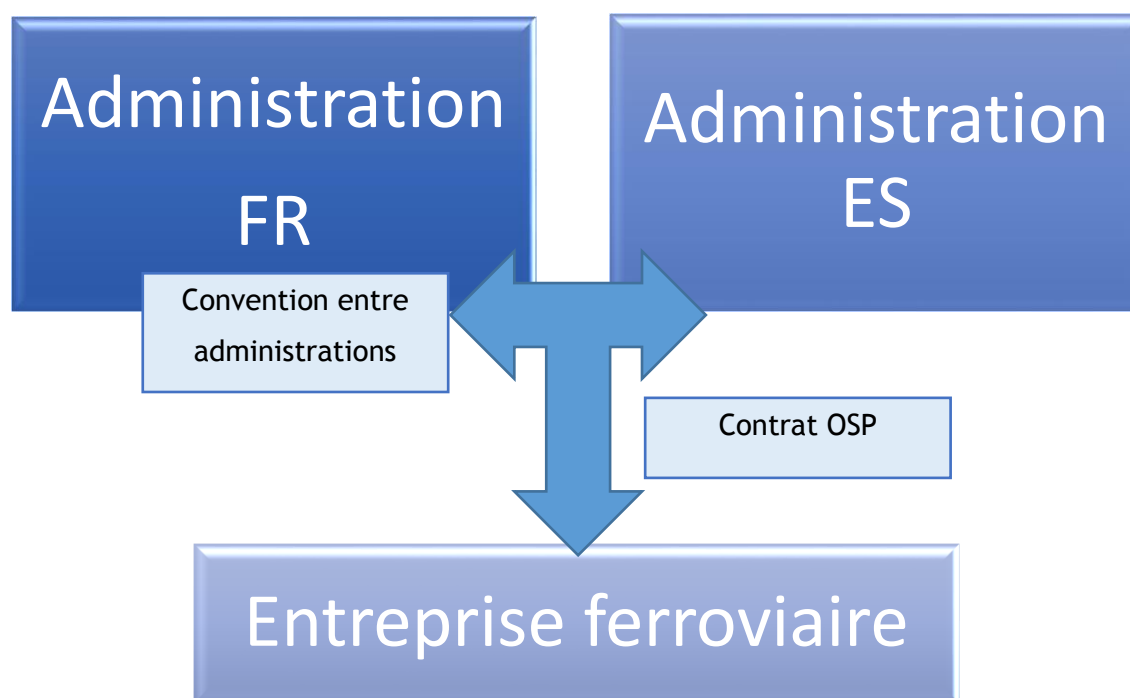 Administration
FR
Administration
ES
Convention entre
administrations
Contrat OSP
Entreprise ferroviaire